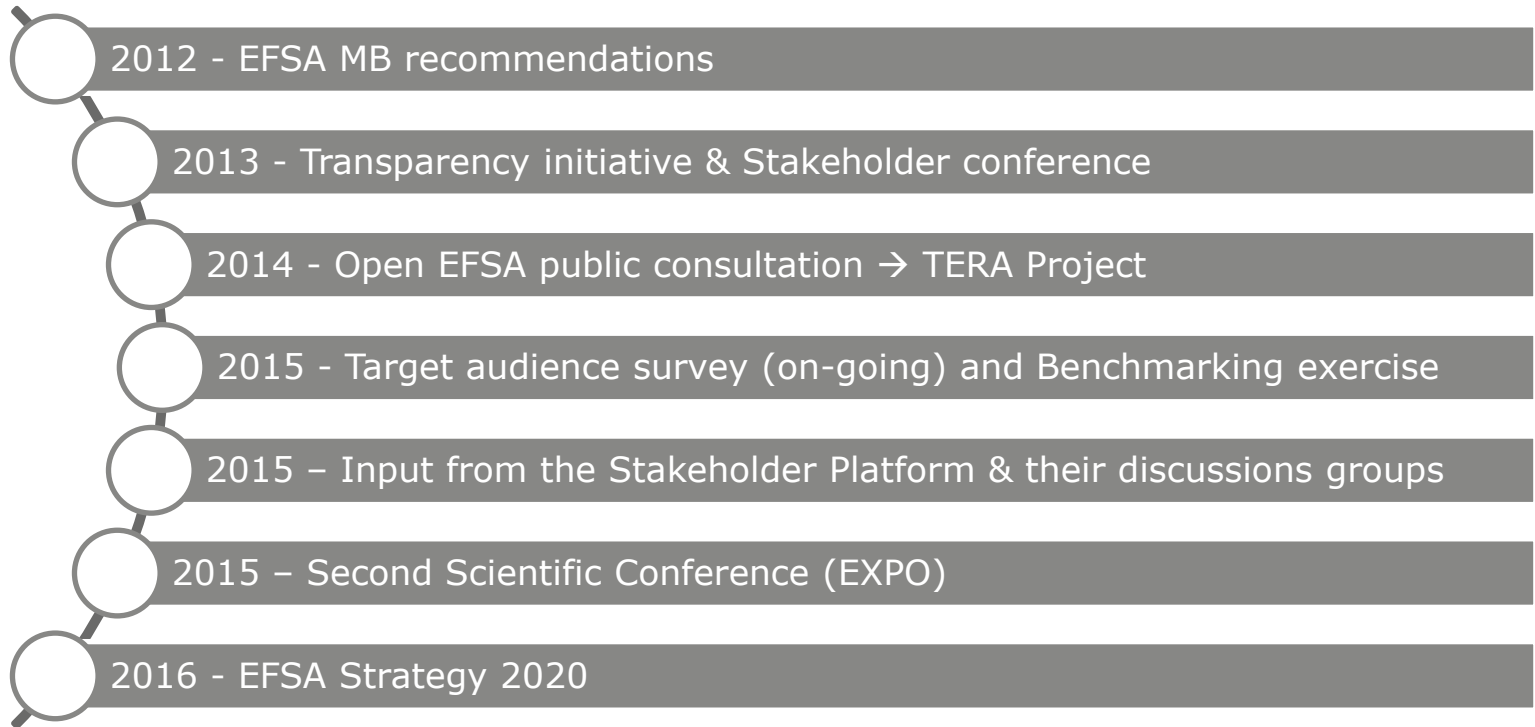 2012 - EFSA MB recommendations
2013 - Transparency initiative & Stakeholder conference
2014 - Open EFSA public consultation → TERA Project
2015 - Target audience survey (on-going) and Benchmarking exercise
2015 – Input from the Stakeholder Platform & their discussions groups
2015 – Second Scientific Conference (EXPO)
2016 - EFSA Strategy 2020